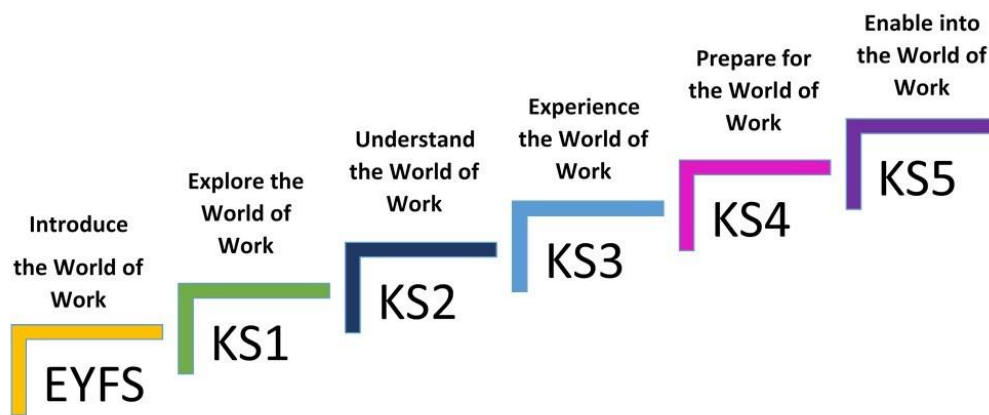 Introduce
the World of
Work
EYFS
Explore the
World of
Work
KS1
Understand
the World of
Work
KS2
Experience
the World of
Work
KS3
Prepare for
the World of
Work
KS4
Enable into
the World of
Work
KS5